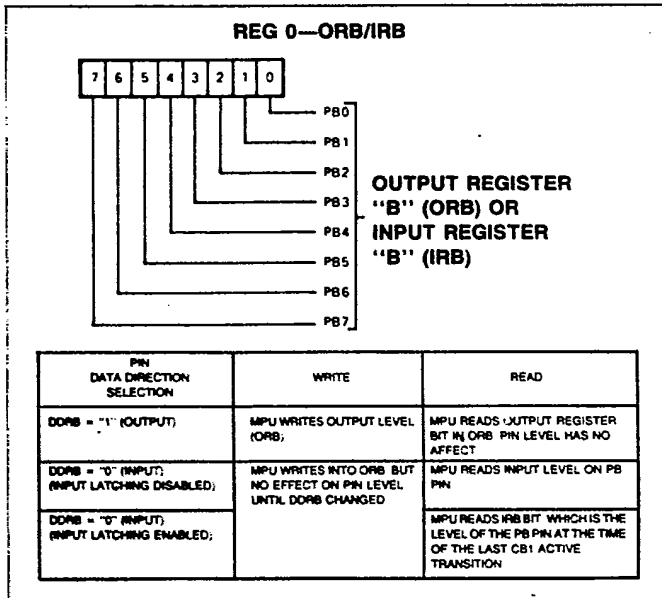 REG 0—ORB/IRB
7 6 5 4 3 2 1 0
PB0
PB1
PB2
PB3
PB4
PB5
PB6
PB7
OUTPUT REGISTER
"B" (ORB) OR
INPUT REGISTER
"B" (IRB)
PIN
DATA DIRECTION
SELECTION
WRITE
READ
DDRB = "1" (OUTPUT)
MPU WRITES OUTPUT LEVEL
(ORB)
MPU READS OUTPUT REGISTER
BIT IN ORB PIN LEVEL HAS NO
AFFECT
DDRB = "0" (INPUT)
(INPUT LATCHING DISABLED)
MPU WRITES INTO ORB BUT
NO EFFECT ON PIN LEVEL
UNTIL DDRB CHANGED
MPU READS INPUT LEVEL ON PB
PIN
DDRB = "0" (INPUT)
(INPUT LATCHING ENABLED)
MPU READS IRB BIT WHICH IS THE
LEVEL OF THE PB PIN AT THE TIME
OF THE LAST CB1 ACTIVE
TRANSITION